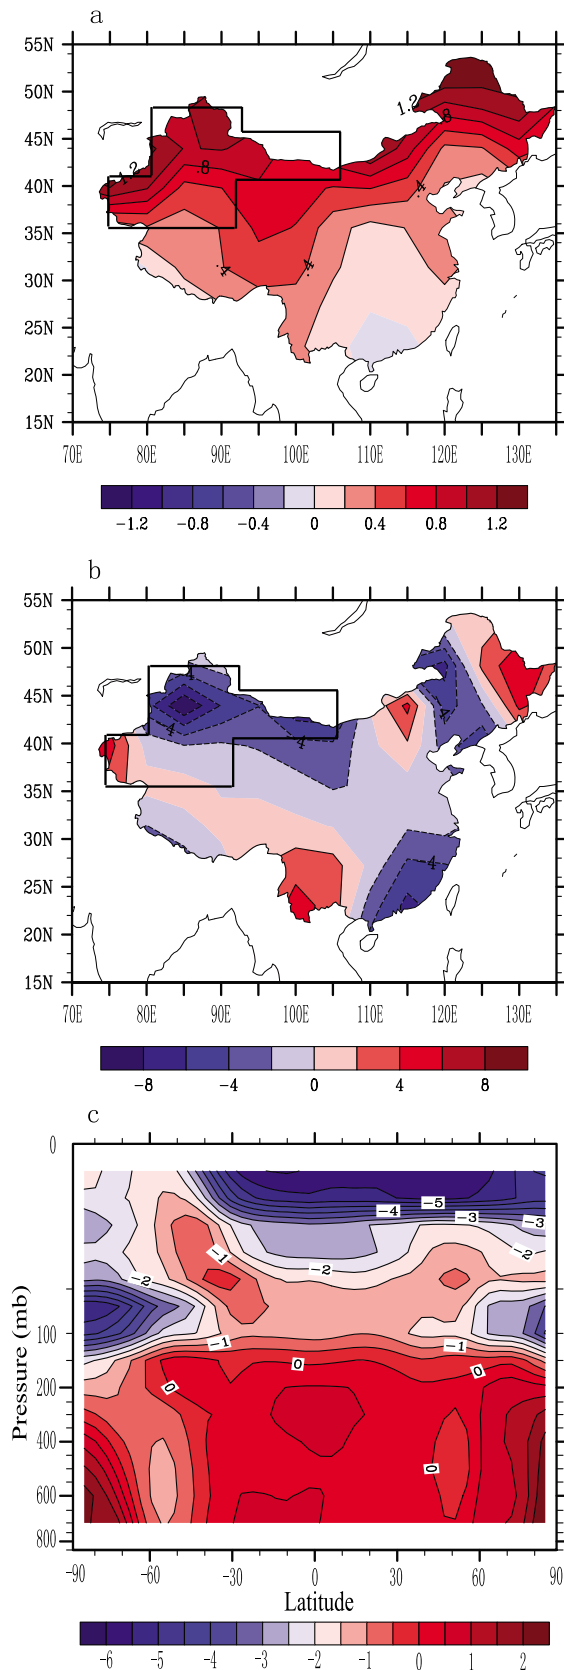 a
55N
50N
45N
40N
35N
30N
25N
20N
15N
1.2
.8
1.2
.8
.4
.4
.4
70E 80E 90E 100E 110E 120E 130E
−1.2 −0.8 −0.4 0 0.4 0.8 1.2
b
55N
50N
45N
40N
35N
30N
25N
20N
15N
4
-4
4
4
-4
70E 80E 90E 100E 110E 120E 130E
−8 −4 0 4 8
c
0
100
200
400
600
800
Pressure (mb)
−5
−4
−3
−3
−1
−2
−2
−2
−1
−1
0
0
0
0
-90 -60 -30 0 30 60 90
Latitude
-6 -5 -4 -3 -2 -1 0 1 2